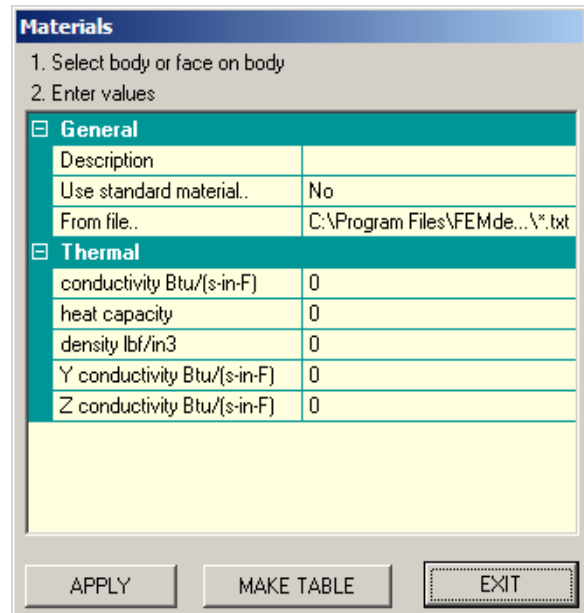 Materials
1. Select body or face on body
2. Enter values
General
Description
Use standard material.. No
From file.. C:\Program Files\FEMde...\*.txt
Thermal
conductivity Btu/(s-in-F) 0
heat capacity 0
density lbf/in3 0
Y conductivity Btu/(s-in-F) 0
Z conductivity Btu/(s-in-F) 0
APPLY MAKE TABLE EXIT